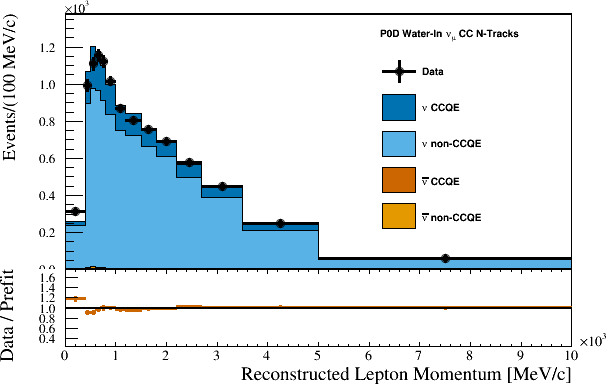 ×10³
P0D Water-In νμ CC N-Tracks
Data
ν CCQE
ν non-CCQE
ν̅ CCQE
ν̅ non-CCQE
Events/(100 MeV/c)
1.2
1.0
0.8
0.6
0.4
0.2
0.0
Data / Prefit
1.6
1.4
1.2
1.0
0.8
0.6
0.4
0 1 2 3 4 5 6 7 8 9 10
×10³
Reconstructed Lepton Momentum [MeV/c]